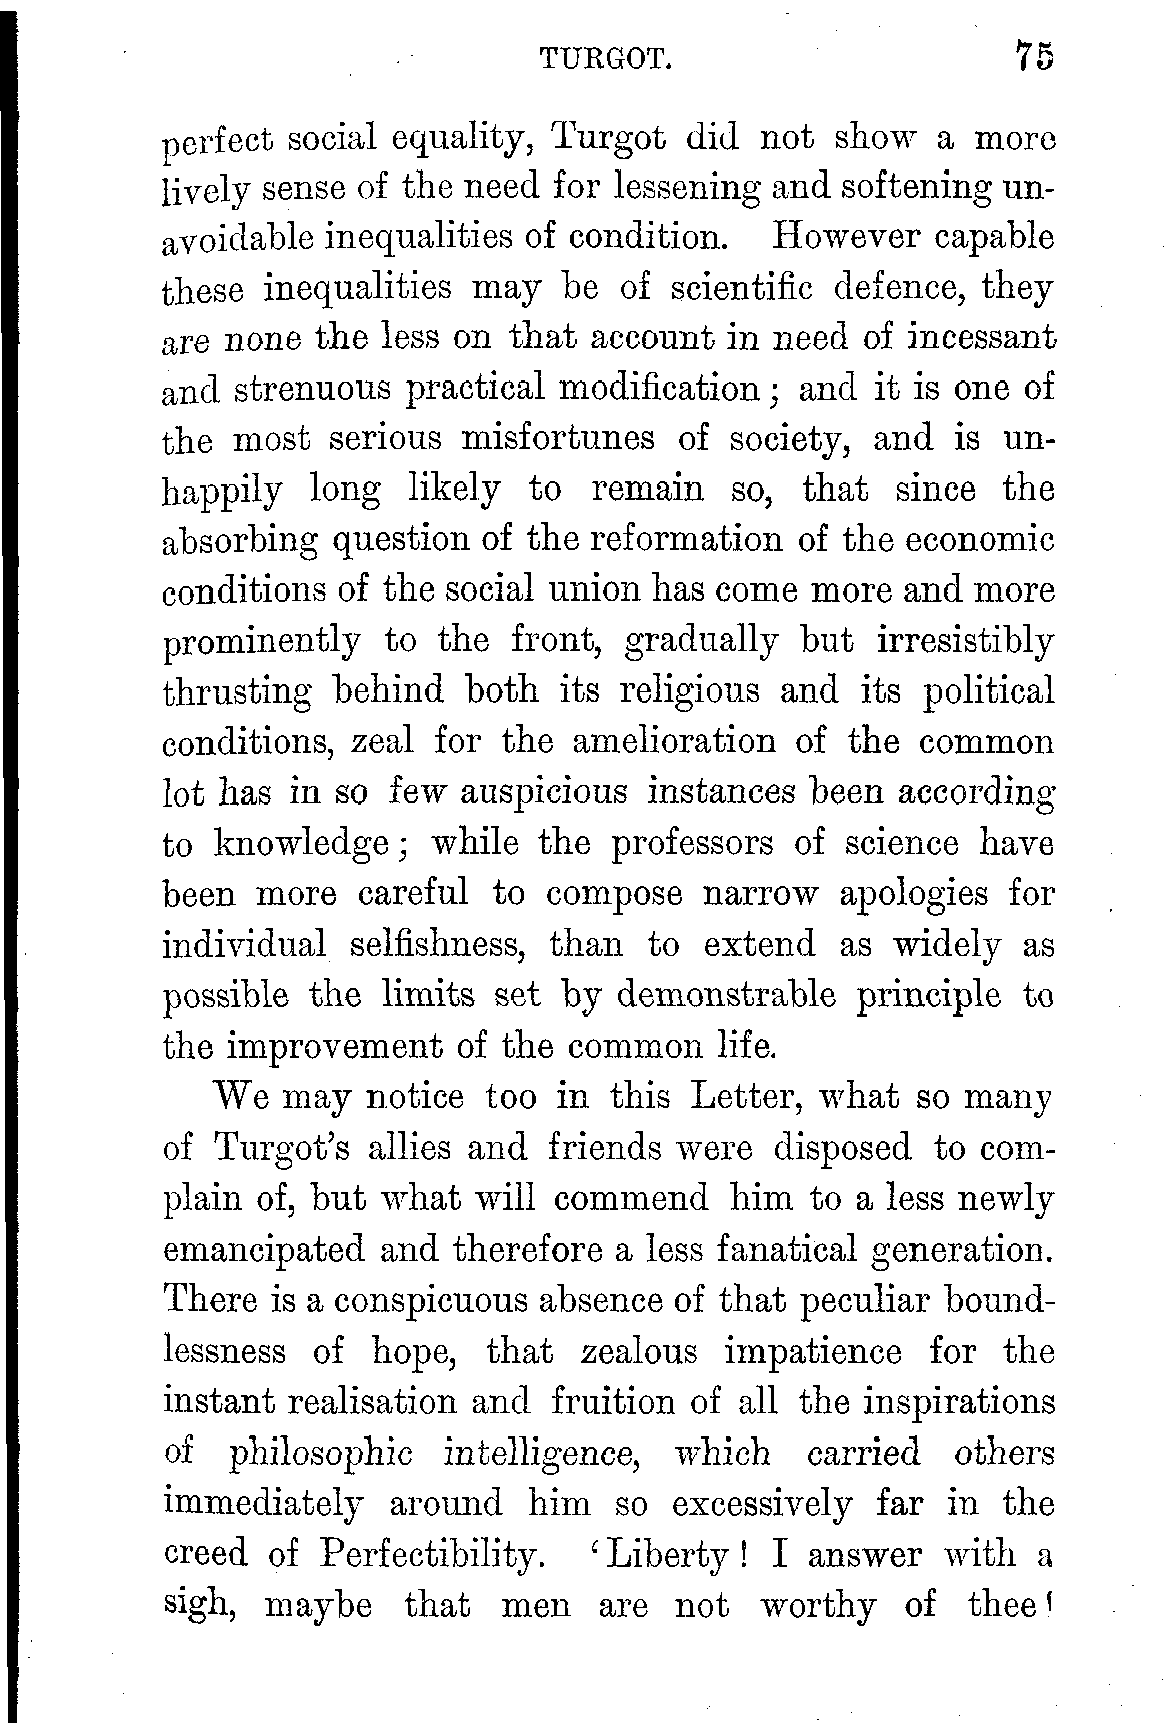 TURGOT. 75
perfect social equality, Turgot did not show a more
lively sense of the need for lessening and softening un-
avoidable inequalities of condition. However capable
these inequalities may be of scientific defence, they
are none the less on that account in need of incessant
and strenuous practical modification; and it is one of
the most serious misfortunes of society, and is un-
happily long likely to remain so, that since the
absorbing question of the reformation of the economic
conditions of the social union has come more and more
prominently to the front, gradually but irresistibly
thrusting behind both its religious and its political
conditions, zeal for the amelioration of the common
lot has in so few auspicious instances been according
to knowledge; while the professors of science have
been more careful to compose narrow apologies for
individual selfishness, than to extend as widely as
possible the limits set by demonstrable principle to
the improvement of the common life.
We may notice too in this Letter, what so many
of Turgot's allies and friends were disposed to com-
plain of, but what will commend him to a less newly
emancipated and therefore a less fanatical generation.
There is a conspicuous absence of that peculiar bound-
lessness of hope, that zealous impatience for the
instant realisation and fruition of all the inspirations
of philosophic intelligence, which carried others
immediately around him so excessively far in the
creed of Perfectibility. 'Liberty! I answer with a
sigh, maybe that men are not worthy of thee!